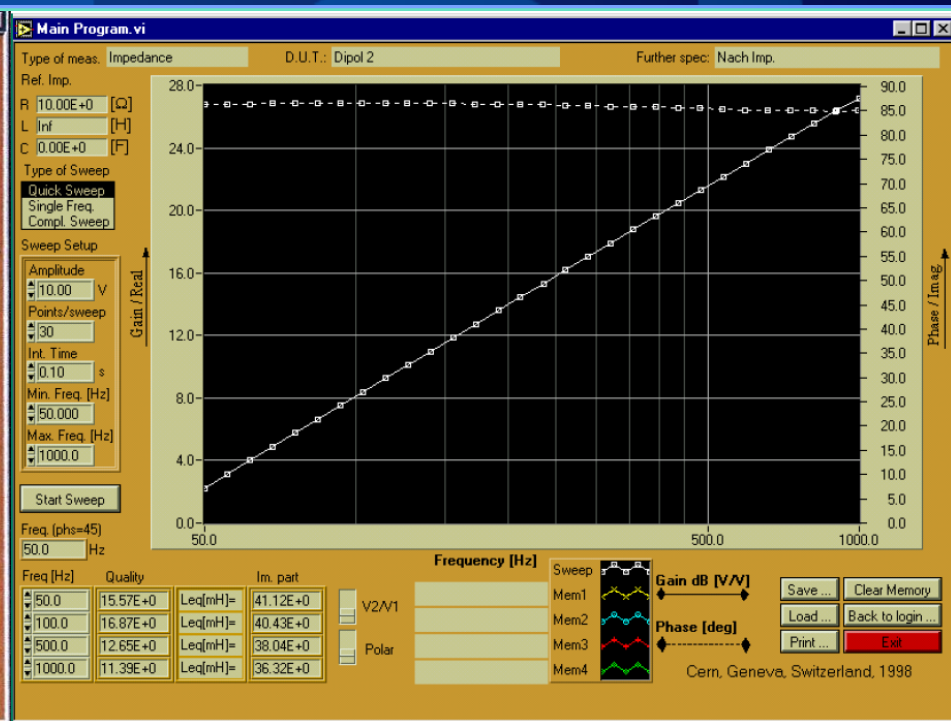 Main Program.vi
Type of meas. Impedance D.U.T.: Dipol 2 Further spec: Nach Imp.
Ref. Imp.
R 10.00E+0 [Ω]
L Inf [H]
C 0.00E+0 [F]
Type of Sweep
Quick Sweep
Single Freq.
Compl. Sweep
Sweep Setup
Amplitude
10.00 V
Points/sweep
30
Int. Time
0.10 s
Min. Freq. [Hz]
50.000
Max. Freq. [Hz]
1000.0
Start Sweep
Freq. (phs=45)
50.0 Hz
Gain / Real
28.0
24.0
20.0
16.0
12.0
8.0
4.0
0.0
90.0
85.0
80.0
75.0
70.0
65.0
60.0
55.0
50.0
45.0
40.0
35.0
30.0
25.0
20.0
15.0
10.0
5.0
0.0
Phase / Imag
50.0 500.0 1000.0
Frequency [Hz]
Freq [Hz] Quality Im. part
50.0 15.57E+0 Leq[mH]= 41.12E+0
100.0 16.87E+0 Leq[mH]= 40.43E+0
500.0 12.65E+0 Leq[mH]= 38.04E+0
1000.0 11.39E+0 Leq[mH]= 36.32E+0
V2/V1
Polar
Sweep
Mem1
Mem2
Mem3
Mem4
Gain dB [V/V]
Phase [deg]
Save ... Clear Memory
Load ... Back to login ...
Print ... Exit
Cern, Geneva, Switzerland, 1998